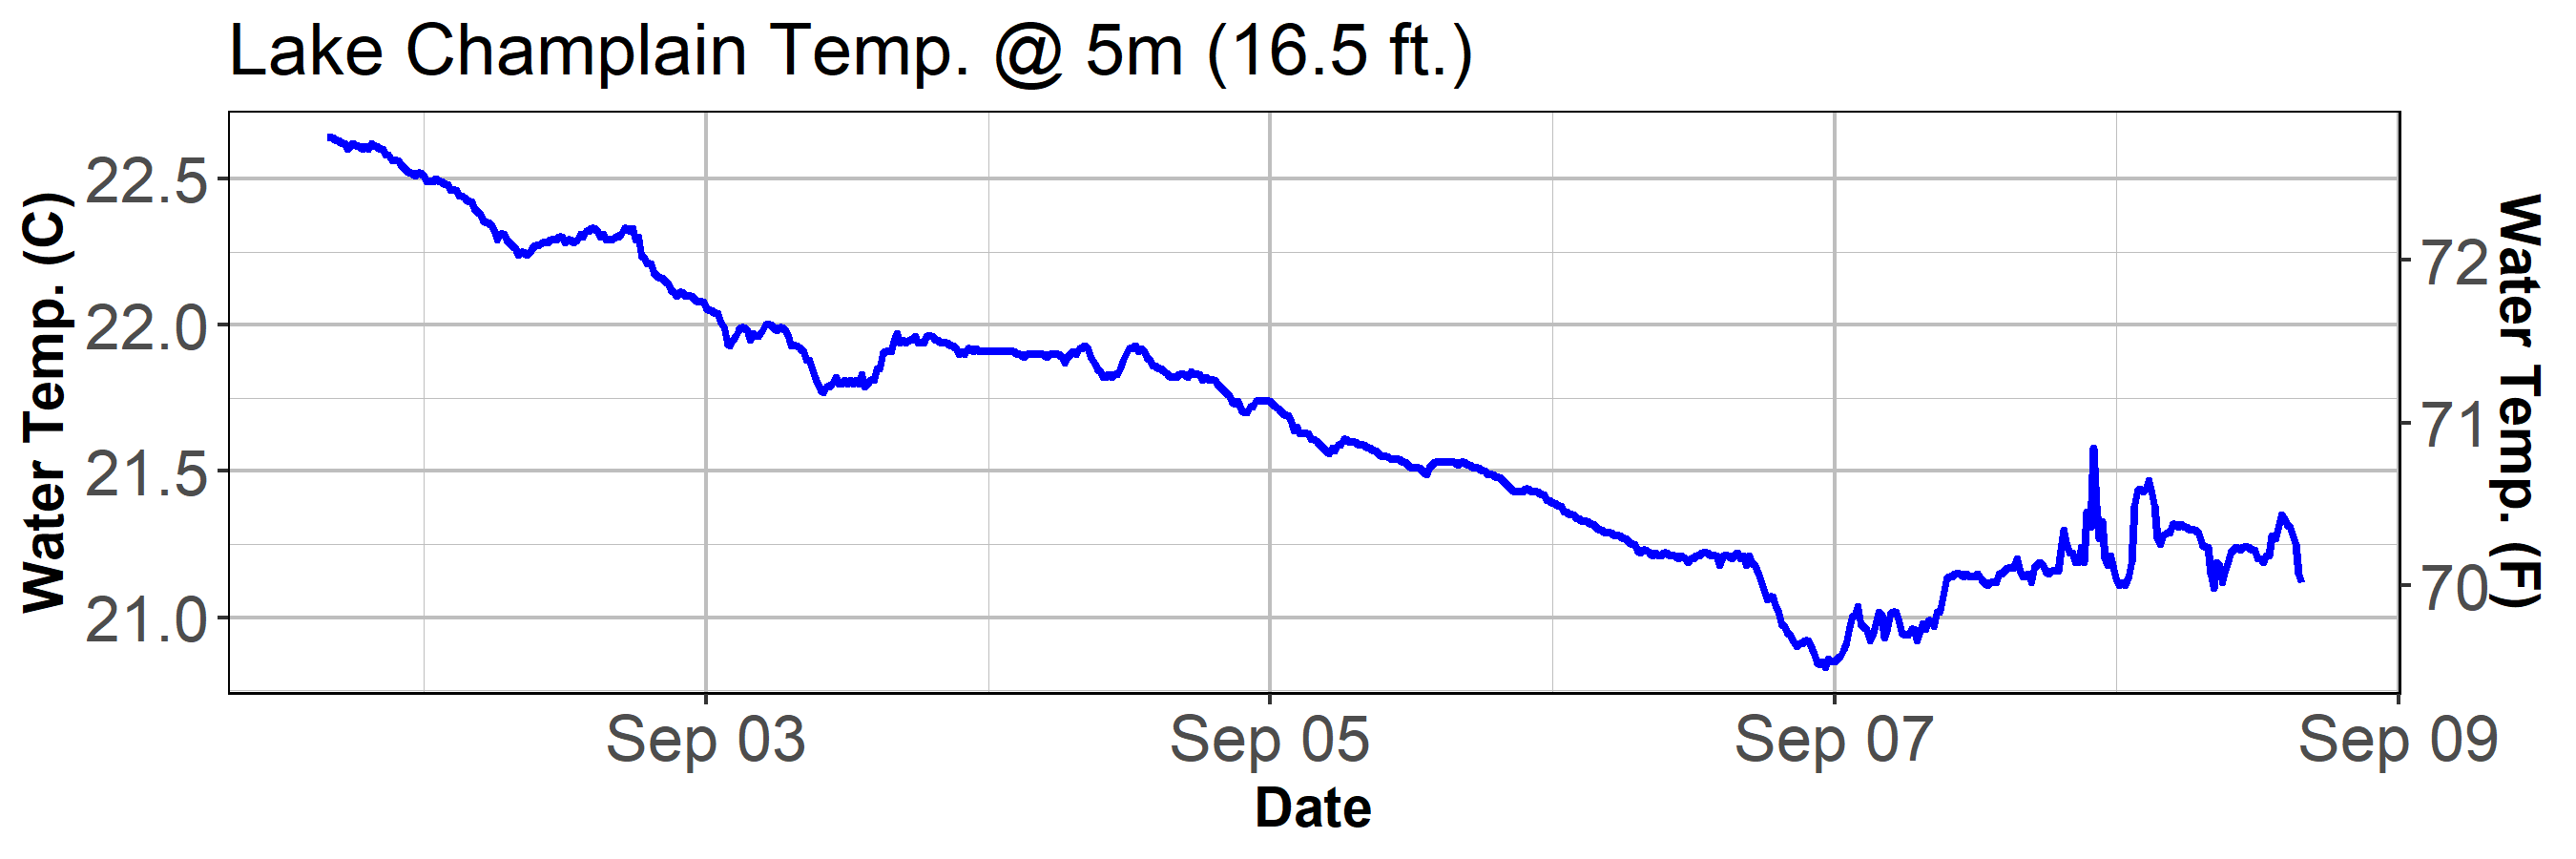 Lake Champlain Temp. @ 5m (16.5 ft.)
Water Temp. (C)
22.5
22.0
21.5
21.0
72
71
70
Water Temp. (F)
Sep 03 Sep 05 Sep 07 Sep 09
Date